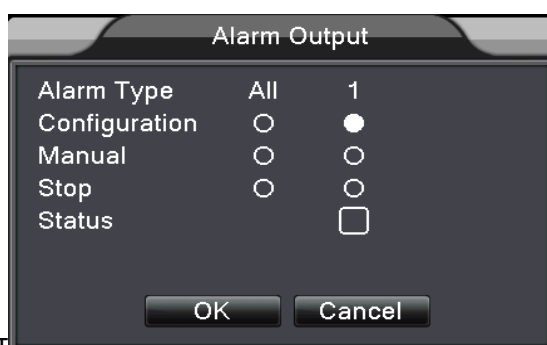 Alarm Output
Alarm Type All 1
Configuration
Manual
Stop
Status
OK Cancel